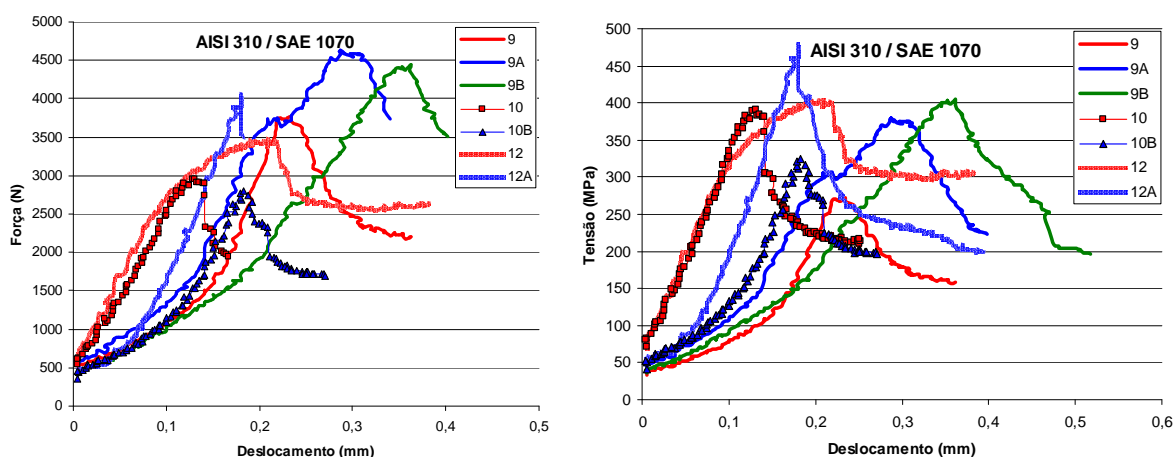 AISI 310 / SAE 1070
Força (N)
5000
4500
4000
3500
3000
2500
2000
1500
1000
500
0
0 0,1 0,2 0,3 0,4 0,5
Deslocamento (mm)
9
9A
9B
10
10B
12
12A
AISI 310 / SAE 1070
Tensão (MPa)
500
450
400
350
300
250
200
150
100
50
0
0 0,1 0,2 0,3 0,4 0,5 0,6
Deslocamento (mm)
9
9A
9B
10
10B
12
12A